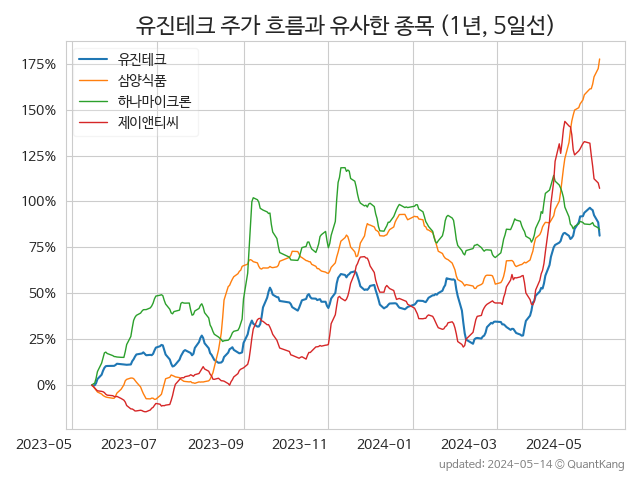 유진테크 주가 흐름과 유사한 종목 (1년, 5일선)
유진테크
삼양식품
하나마이크론
제이앤티씨
175%
150%
125%
100%
75%
50%
25%
0%
2023-05 2023-07 2023-09 2023-11 2024-01 2024-03 2024-05
updated: 2024-05-14 © QuantKang